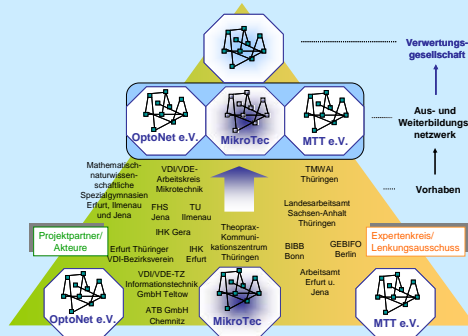 Verwertungs-
gesellschaft
OptoNet e.V.
MikroTec
MTT e.V.
Aus- und
Weiterbildungs
netzwerk
Mathematisch-
naturwissen-
schaftliche
Spezialgymnasien
Erfurt, Ilmenau
und Jena
VDI/VDE-
Arbeitskreis
Mikrotechnik
FHS
Jena
TU
Ilmenau
IHK Gera
TMWAI
Thüringen
Vorhaben
Landesarbeitsamt
Sachsen-Anhalt
Thüringen
Projektpartner/
Akteure
Theoprax-
Kommuni-
kationszentrum
Thüringen
Expertenkreis/
Lenkungsausschuss
Erfurt Thüringer
VDI-Bezirksverein
IHK
Erfurt
BIBB
Bonn
GEBIFO
Berlin
VDI/VDE-TZ
Informationstechnik
GmbH Teltow
Arbeitsamt
Erfurt u.
Jena
ATB GmbH
Chemnitz
OptoNet e.V.
MikroTec
MTT e.V.